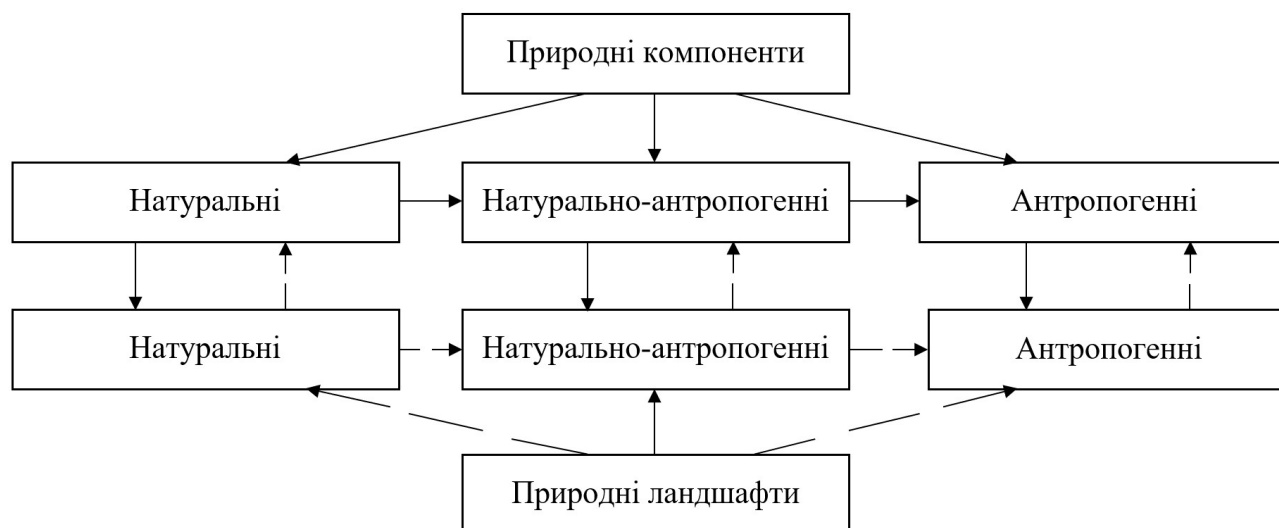 Природні компоненти
Натуральні
Натурально-антропогенні
Антропогенні
Натуральні
Натурально-антропогенні
Антропогенні
Природні ландшафти